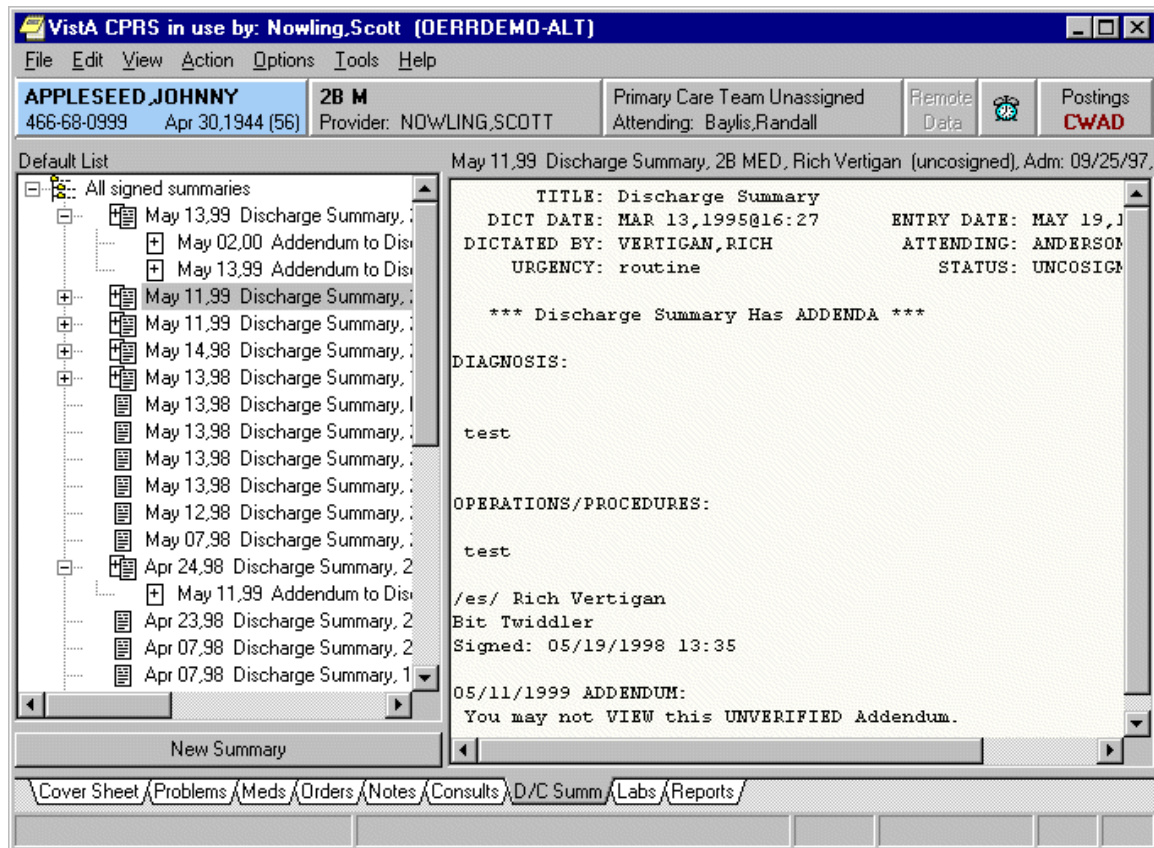 VistA CPRS in use by: Nowling,Scott (OERRDEMO-ALT)
File Edit View Action Options Tools Help
APPLESEED,JOHNNY
466-68-0999 Apr 30,1944 (56)
2B M
Provider: NOWLING,SCOTT
Primary Care Team Unassigned
Attending: Baylis,Randall
Remote
Data
Postings
CWAD
Default List
All signed summaries
May 13,99 Discharge Summary, 2
May 02,00 Addendum to Dis
May 13,99 Addendum to Dis
May 11,99 Discharge Summary,
May 11,99 Discharge Summary,
May 14,98 Discharge Summary,
May 13,98 Discharge Summary,
May 13,98 Discharge Summary,
May 13,98 Discharge Summary,
May 13,98 Discharge Summary,
May 13,98 Discharge Summary,
May 12,98 Discharge Summary,
May 07,98 Discharge Summary,
Apr 24,98 Discharge Summary, 2
May 11,99 Addendum to Dis
Apr 23,98 Discharge Summary, 2
Apr 07,98 Discharge Summary, 2
Apr 07,98 Discharge Summary, 1
New Summary
May 11,99 Discharge Summary, 2B MED, Rich Vertigan (uncosigned), Adm: 09/25/97,
TITLE: Discharge Summary
DICT DATE: MAR 13,1995@16:27 ENTRY DATE: MAY 19,1
DICTATED BY: VERTIGAN,RICH ATTENDING: ANDERSON
URGENCY: routine STATUS: UNCOSIGN
*** Discharge Summary Has ADDENDA ***
DIAGNOSIS:
test
OPERATIONS/PROCEDURES:
test
/es/ Rich Vertigan
Bit Twiddler
Signed: 05/19/1998 13:35
05/11/1999 ADDENDUM:
You may not VIEW this UNVERIFIED Addendum.
Cover Sheet Problems Meds Orders Notes Consults D/C Summ Labs Reports